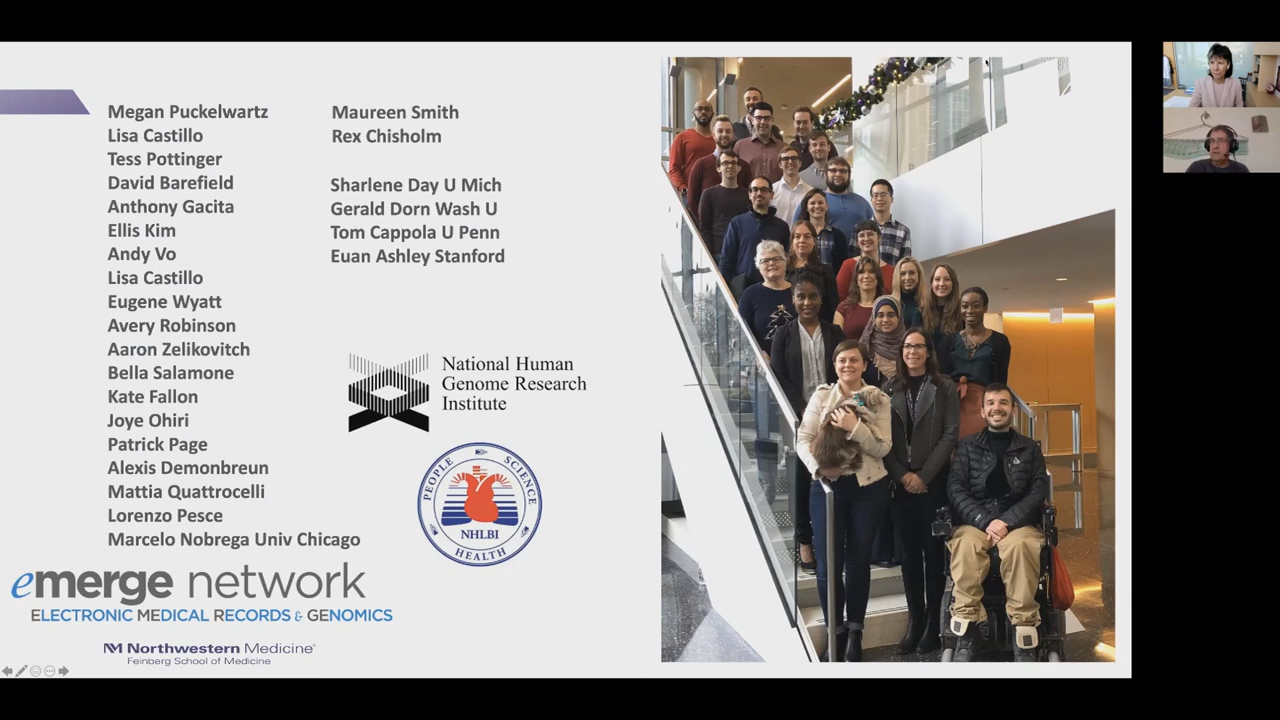 Megan Puckelwartz
Lisa Castillo
Tess Pottinger
David Barefield
Anthony Gacita
Ellis Kim
Andy Vo
Lisa Castillo
Eugene Wyatt
Avery Robinson
Aaron Zelikovitch
Bella Salamone
Kate Fallon
Joye Ohiri
Patrick Page
Alexis Demonbreun
Mattia Quattrocelli
Lorenzo Pesce
Marcelo Nobrega Univ Chicago
Maureen Smith
Rex Chisholm
Sharlene Day U Mich
Gerald Dorn Wash U
Tom Cappola U Penn
Euan Ashley Stanford
National Human
Genome Research
Institute
PEOPLE SCIENCE
NHLBI
HEALTH
emerge network
ELECTRONIC MEDICAL RECORDS & GENOMICS
M Northwestern Medicine®
Feinberg School of Medicine